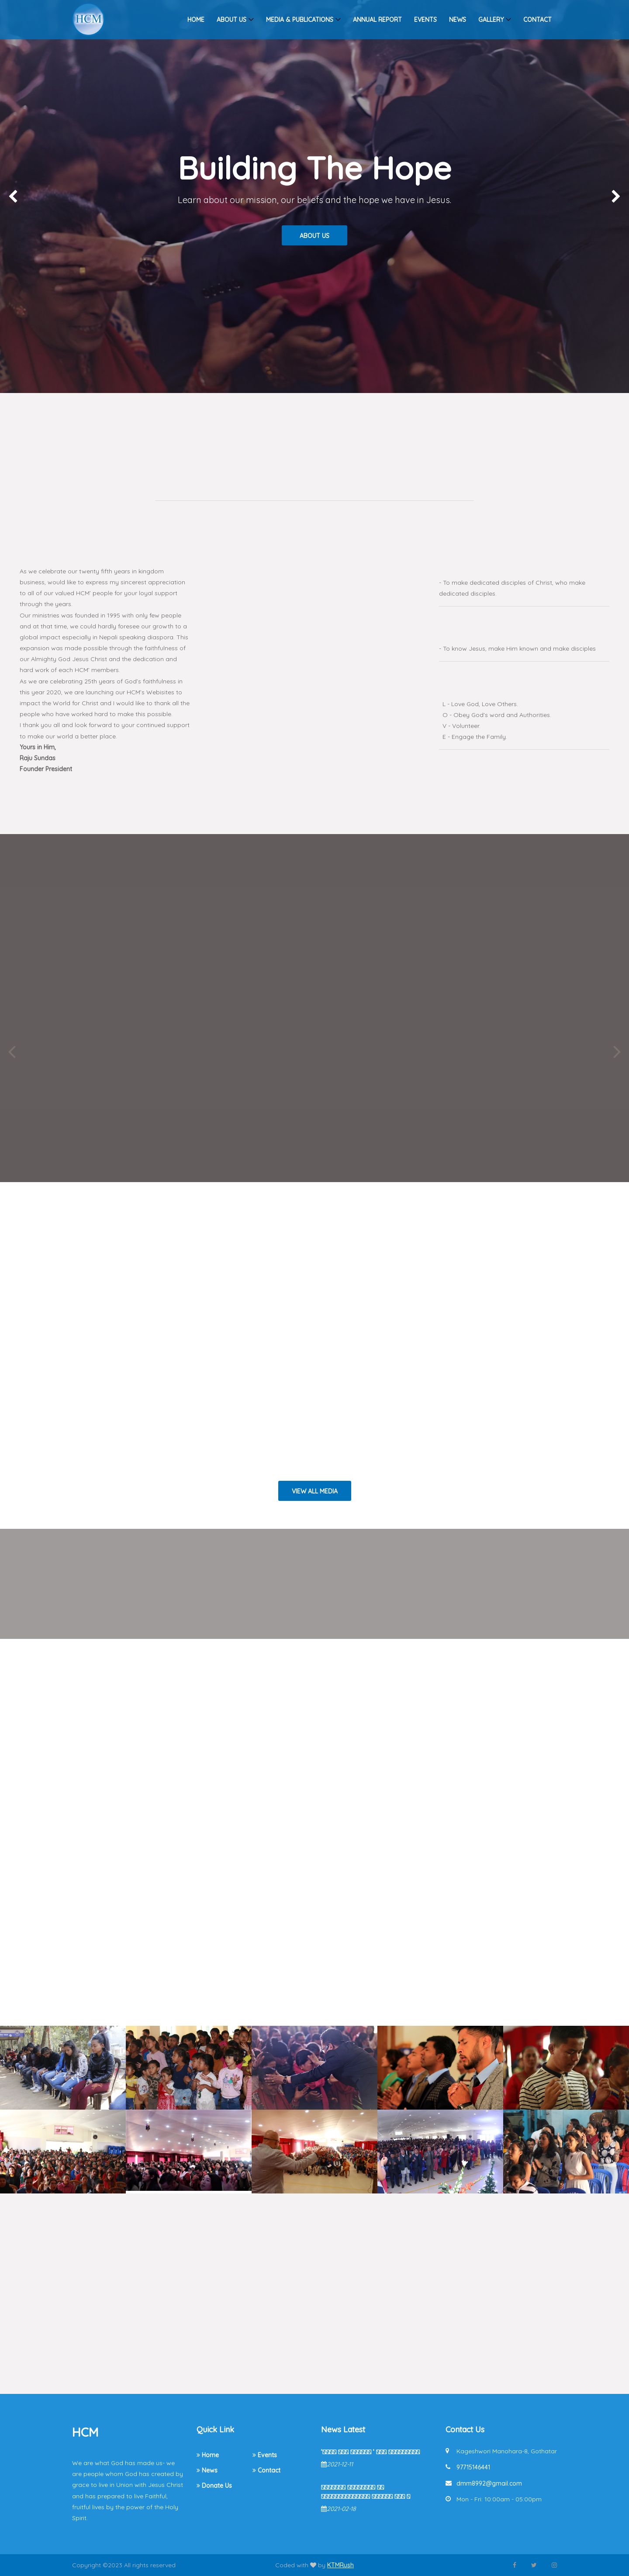 HCM
HOME ABOUT US MEDIA & PUBLICATIONS ANNUAL REPORT EVENTS NEWS GALLERY CONTACT
Building The Hope
Learn about our mission, our beliefs and the hope we have in Jesus.
ABOUT US
As we celebrate our twenty fifth years in kingdom
business, would like to express my sincerest appreciation
to all of our valued HCM' people for your loyal support
through the years.
Our ministries was founded in 1995 with only few people
and at that time, we could hardly foresee our growth to a
global impact especially in Nepali speaking diaspora. This
expansion was made possible through the faithfulness of
our Almighty God Jesus Christ and the dedication and
hard work of each HCM' members.
As we are celebrating 25th years of God's faithfulness in
this year 2020, we are launching our HCM's Webisites to
impact the World for Christ and I would like to thank all the
people who have worked hard to make this possible.
I thank you all and look forward to your continued support
to make our world a better place.
Yours in Him,
Raju Sundas
Founder President
- To make dedicated disciples of Christ, who make
dedicated disciples.
- To know Jesus, make Him known and make disciples
L - Love God, Love Others.
O - Obey God's word and Authorities
V - Volunteer
E - Engage the Family
VIEW ALL MEDIA
HCM
We are what God has made us- we
are people whom God has created by
grace to live in Union with Jesus Christ
and has prepared to live Faithful,
fruitful lives by the power of the Holy
Spirit.
Quick Link
» Home
» Events
» News
» Contact
» Donate Us
News Latest
2021-12-11
2021-02-18
Contact Us
Kageshwori Manohara-8, Gothatar
97715146441
dmrn8992@gmail.com
Mon - Fri: 10:00am - 05:00pm
Copyright ©2023 All rights reserved
Coded with by KTMRush